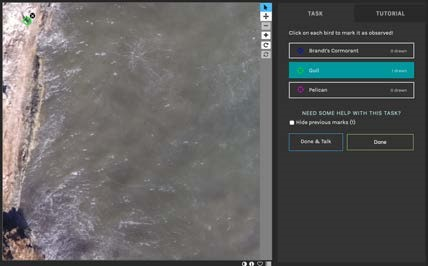 TASK
TUTORIAL
Click on each bird to mark it as observed!
Brandt's Cormorant
0 drawn
Gull
1 drawn
Pelican
0 drawn
NEED SOME HELP WITH THIS TASK?
Hide previous marks (1)
Done & Talk
Done